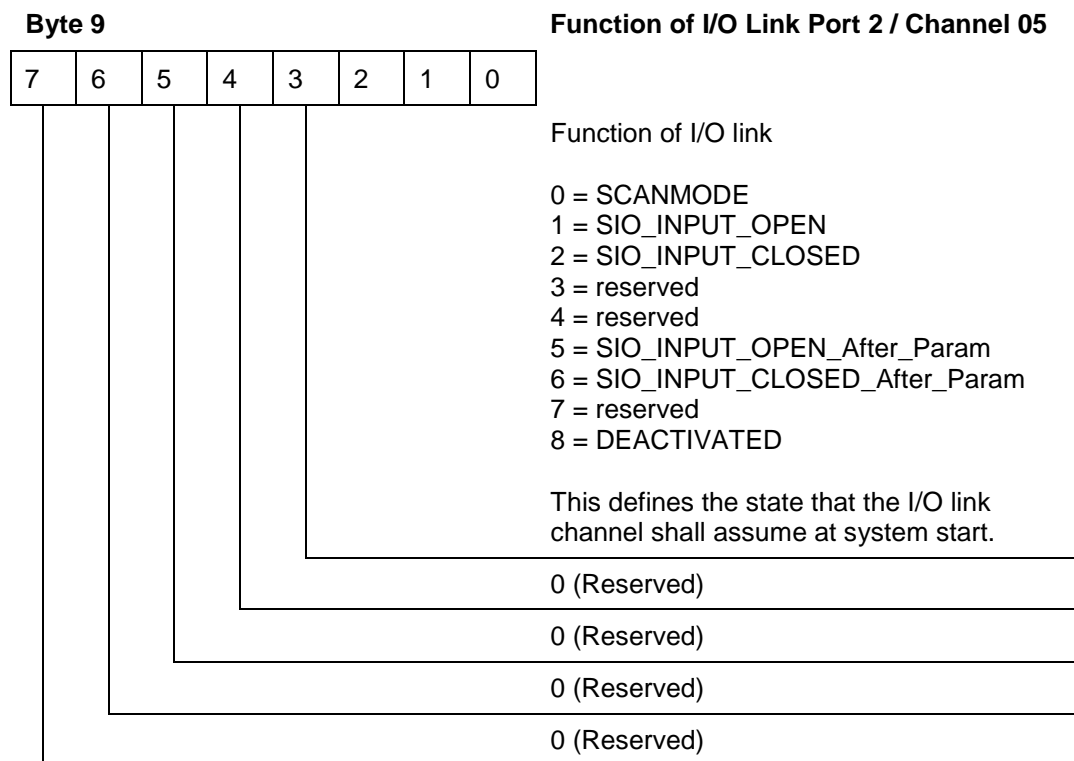 Byte 9 Function of I/O Link Port 2 / Channel 05
7 6 5 4 3 2 1 0
Function of I/O link
0 = SCANMODE
1 = SIO_INPUT_OPEN
2 = SIO_INPUT_CLOSED
3 = reserved
4 = reserved
5 = SIO_INPUT_OPEN_After_Param
6 = SIO_INPUT_CLOSED_After_Param
7 = reserved
8 = DEACTIVATED
This defines the state that the I/O link
channel shall assume at system start.
0 (Reserved)
0 (Reserved)
0 (Reserved)
0 (Reserved)